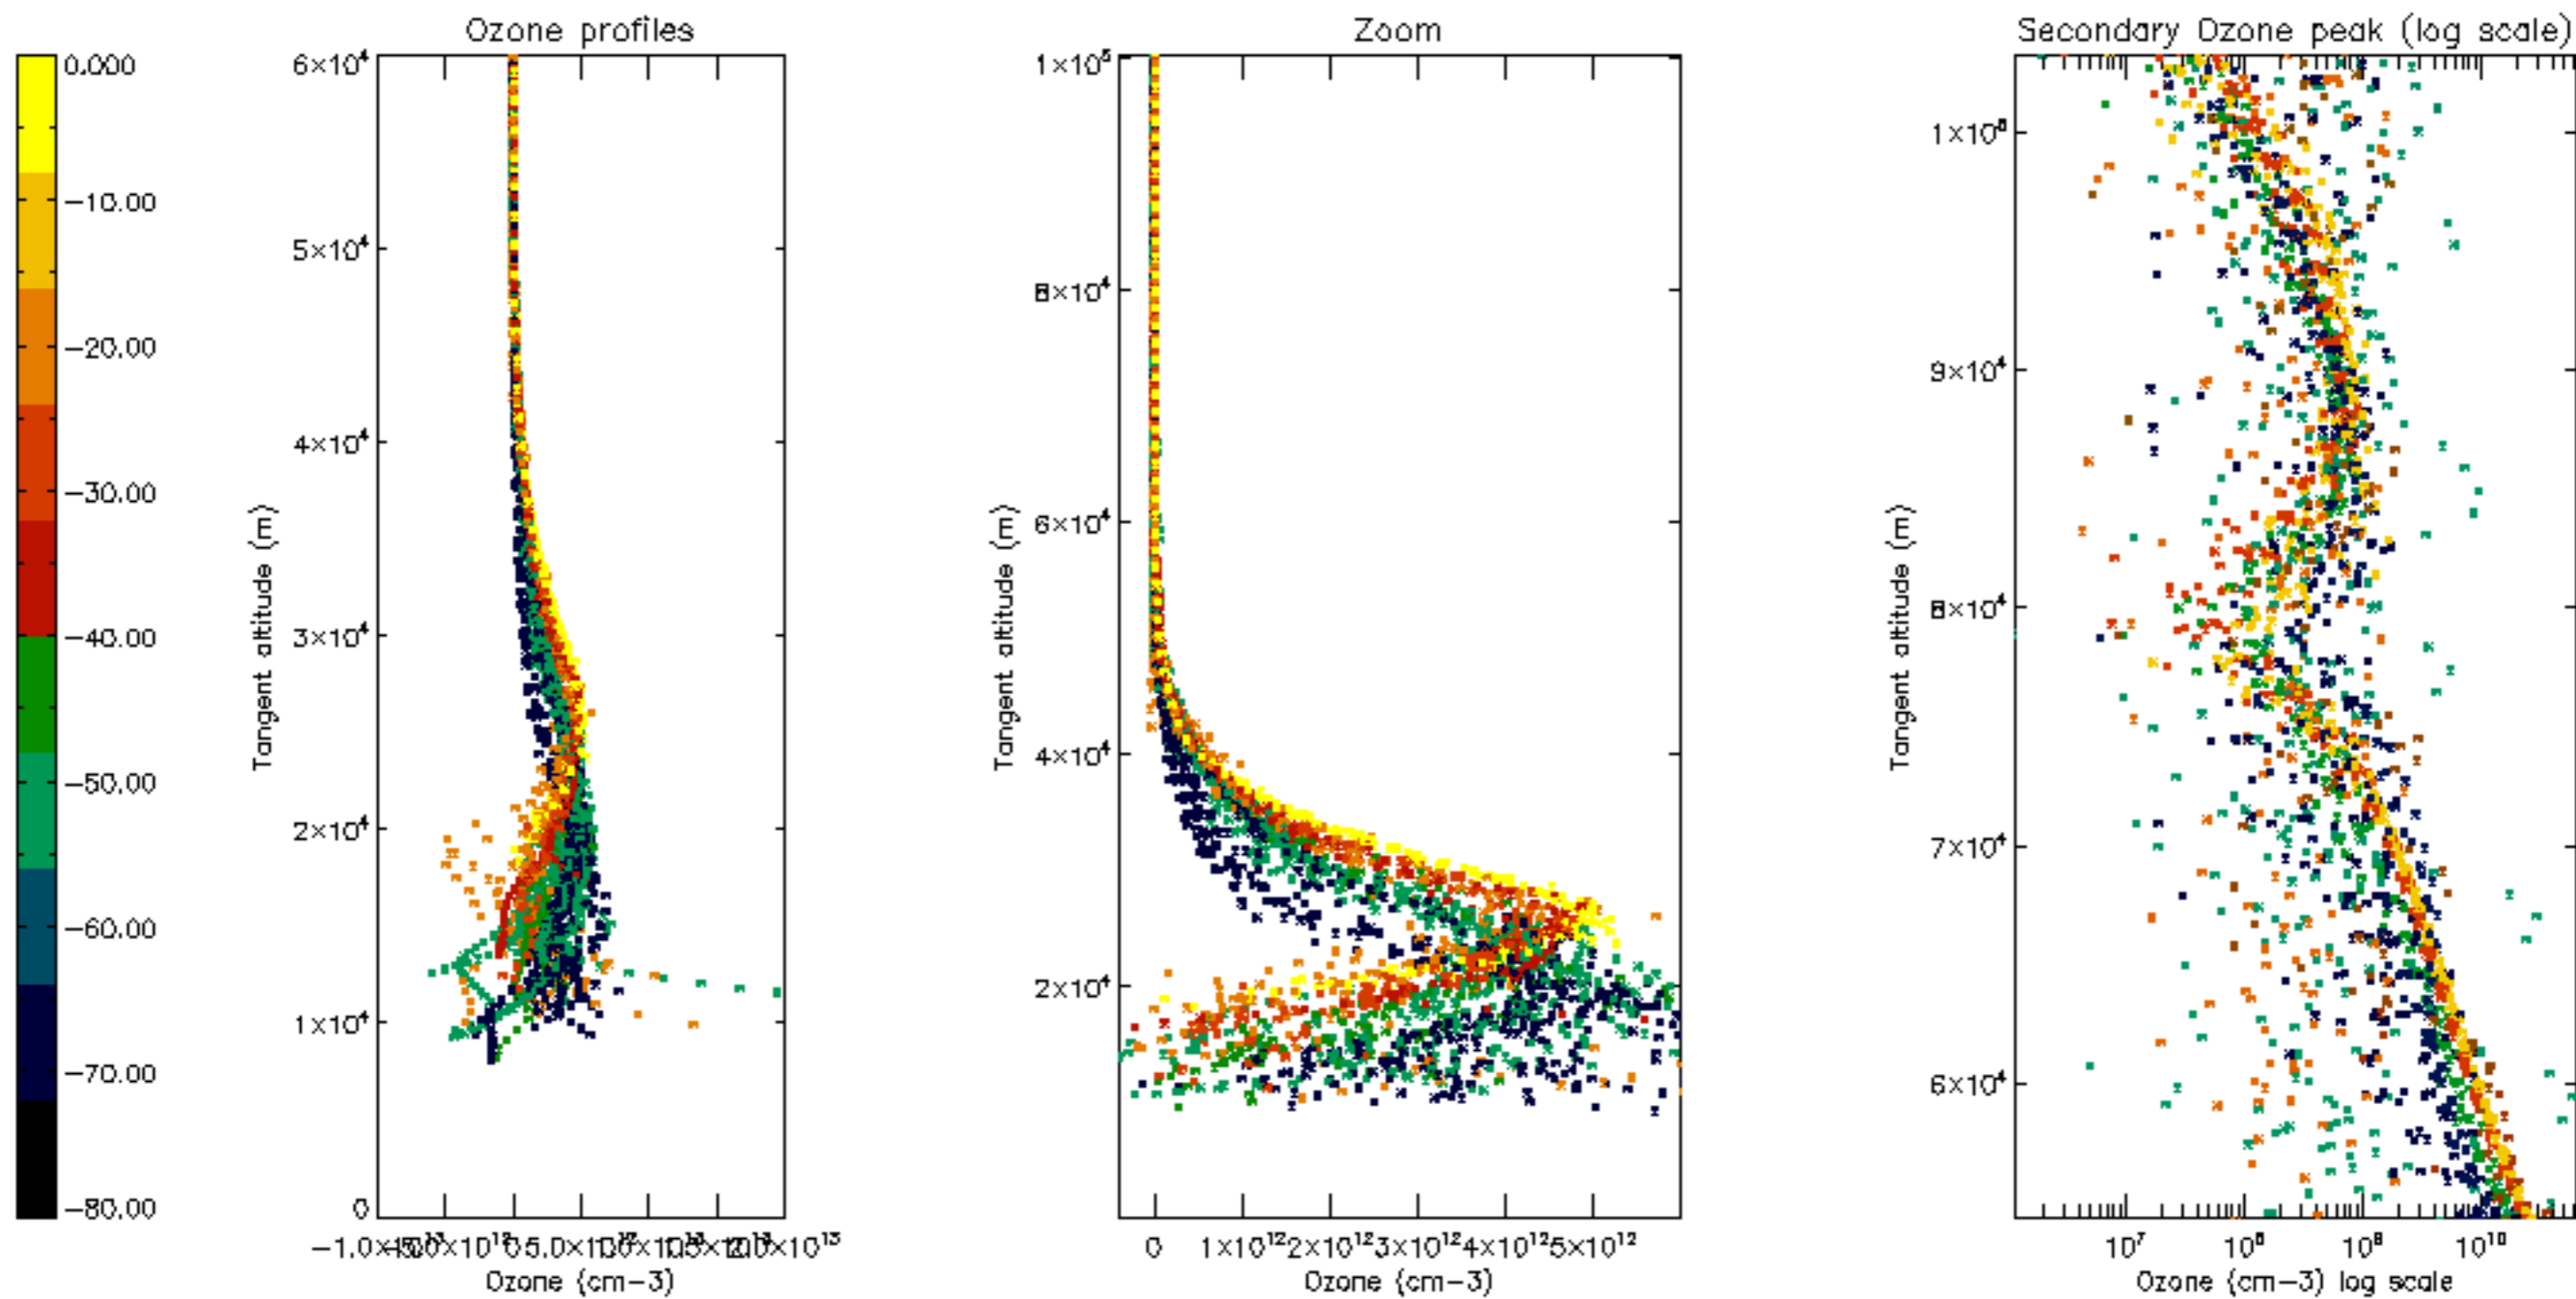 Ozone profiles
Zoom
Secondary Ozone peak (log scale)
0.000
−10.00
−20.00
−30.00
−40.00
−50.00
−60.00
−70.00
−80.00
6×10⁴
5×10⁴
4×10⁴
3×10⁴
2×10⁴
1×10⁴
0
Tangent altitude (m)
5.0×10¹²
Ozone (cm−3)
1×10⁵
8×10⁴
6×10⁴
4×10⁴
2×10⁴
Tangent altitude (m)
0 1×10¹² 2×10¹² 3×10¹² 4×10¹² 5×10¹²
Ozone (cm−3)
9×10⁴
8×10⁴
7×10⁴
6×10⁴
Tangent altitude (m)
10⁷ 10⁸ 10⁹ 10¹⁰
Ozone (cm−3) log scale